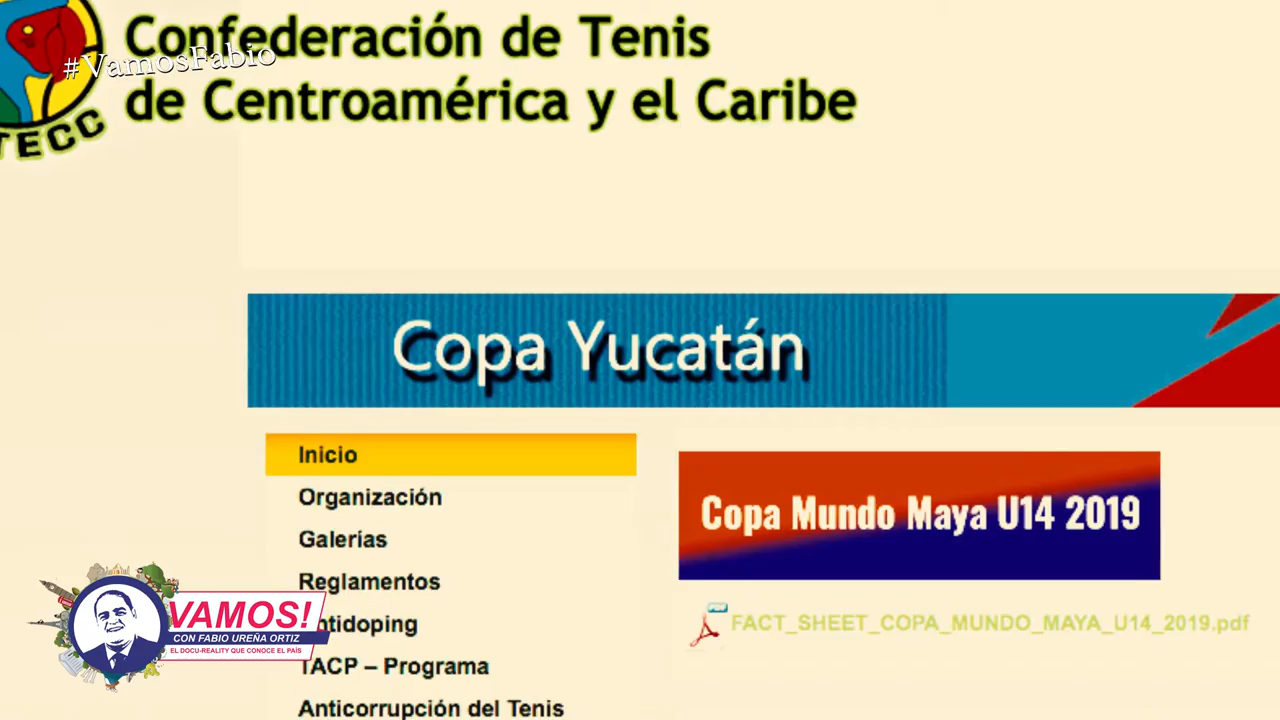 Confederación de Tenis
#VamosFabio
de Centroamérica y el Caribe
TECC
Copa Yucatán
Inicio
Organización
Galerías
Reglamentos
ntidoping
TACP – Programa
Anticorrupción del Tenis
Copa Mundo Maya U14 2019
PDF
FACT_SHEET_COPA_MUNDO_MAYA_U14_2019.pdf
VAMOS!
CON FABIO UREÑA ORTIZ
EL DOCU-REALITY QUE CONOCE EL PAÍS